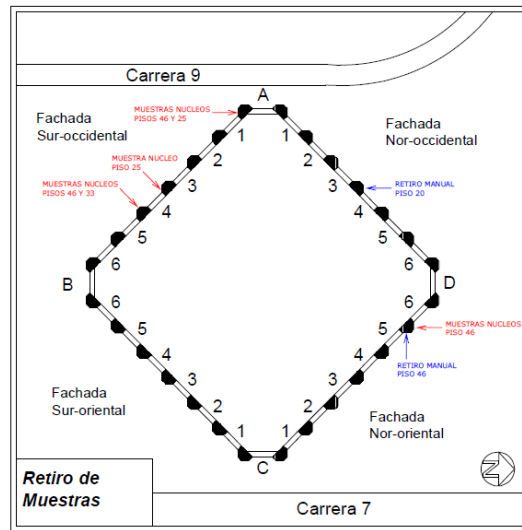 Carrera 9
A
Fachada
Sur-occidental
MUESTRAS NUCLEOS
PISOS 46 Y 25
Fachada
Nor-occidental
1
1
2
2
MUESTRA NUCLEO
PISO 25
3
3
RETIRO MANUAL
PISO 20
MUESTRAS NUCLEOS
PISOS 46 Y 33
4
4
5
5
6
6
B
D
6
6
5
5
MUESTRAS NUCLEOS
PISO 46
4
4
RETIRO MANUAL
PISO 46
3
3
Fachada
Sur-oriental
2
2
Fachada
Nor-oriental
1
1
C
Retiro de
Muestras
N
Carrera 7